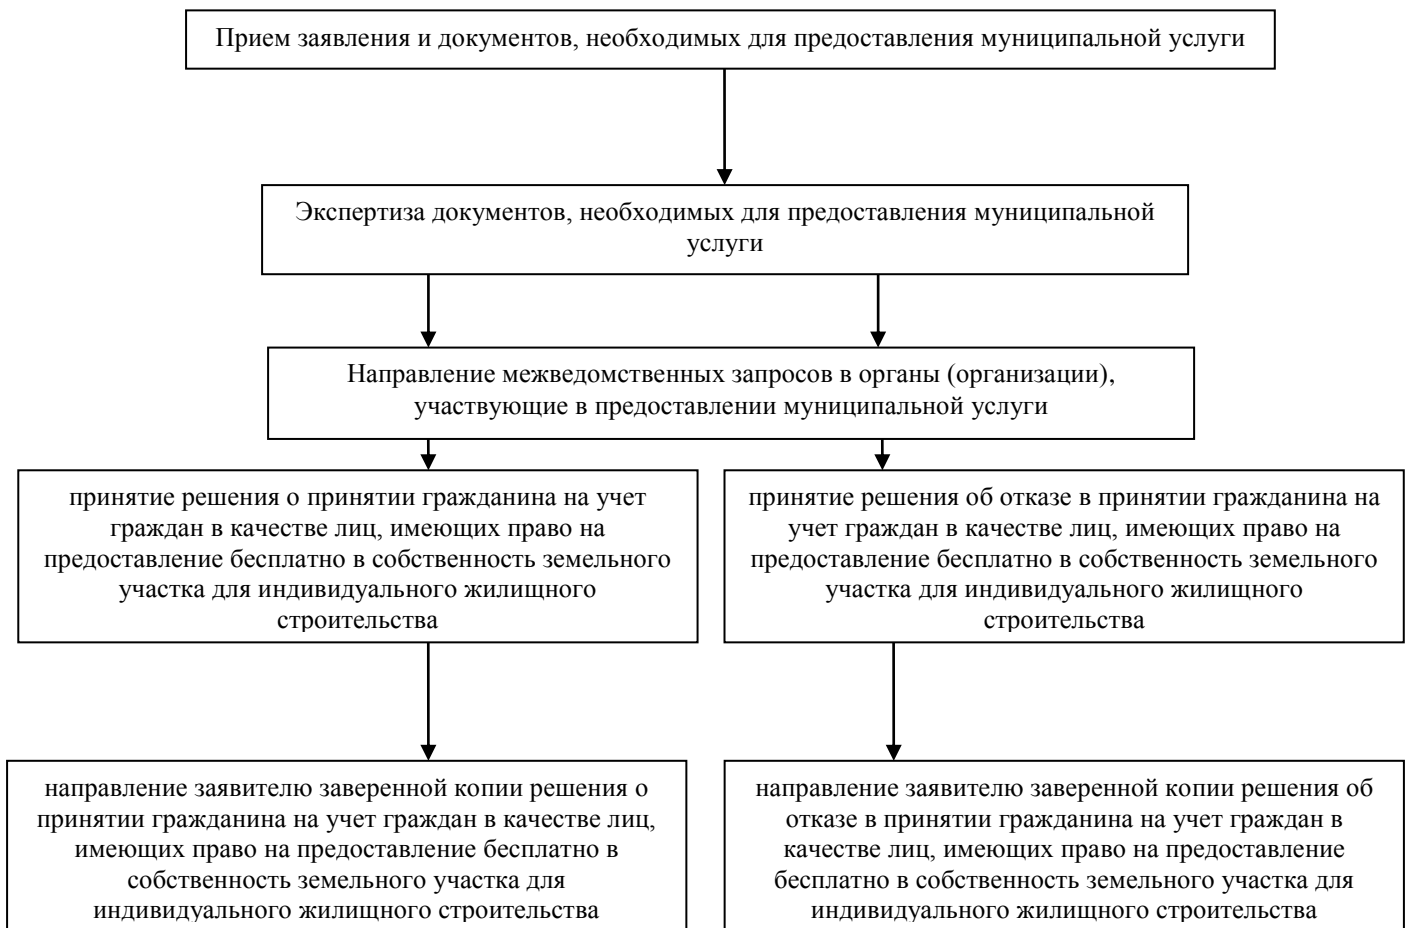 Прием заявления и документов, необходимых для предоставления муниципальной услуги
Экспертиза документов, необходимых для предоставления муниципальной
услуги
Направление межведомственных запросов в органы (организации),
участвующие в предоставлении муниципальной услуги
принятие решения о принятии гражданина на учет
граждан в качестве лиц, имеющих право на
предоставление бесплатно в собственность земельного
участка для индивидуального жилищного
строительства
принятие решения об отказе в принятии гражданина на
учет граждан в качестве лиц, имеющих право на
предоставление бесплатно в собственность земельного
участка для индивидуального жилищного
строительства
направление заявителю заверенной копии решения о
принятии гражданина на учет граждан в качестве лиц,
имеющих право на предоставление бесплатно в
собственность земельного участка для
индивидуального жилищного строительства
направление заявителю заверенной копии решения об
отказе в принятии гражданина на учет граждан в
качестве лиц, имеющих право на предоставление
бесплатно в собственность земельного участка для
индивидуального жилищного строительства